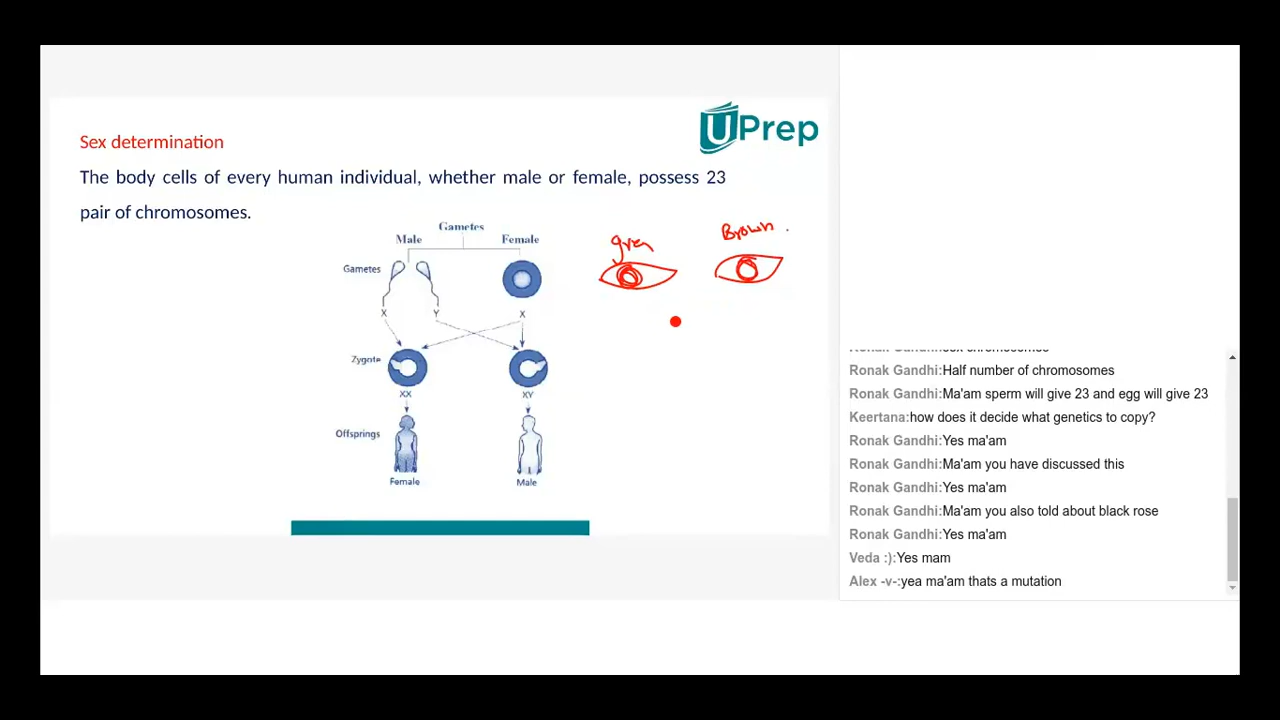 UPrep
Sex determination
The body cells of every human individual, whether male or female, possess 23
pair of chromosomes.
Gametes
Male Female
Gametes
X Y X
Zygote
XX XY
Offsprings
Female Male
Brown
Ronak Gandhi:sex chromosomes
Ronak Gandhi:Half number of chromosomes
Ronak Gandhi:Ma'am sperm will give 23 and egg will give 23
Keertana:how does it decide what genetics to copy?
Ronak Gandhi:Yes ma'am
Ronak Gandhi:Ma'am you have discussed this
Ronak Gandhi:Yes ma'am
Ronak Gandhi:Ma'am you also told about black rose
Ronak Gandhi:Yes ma'am
Veda :):Yes mam
Alex -v-:yea ma'am thats a mutation